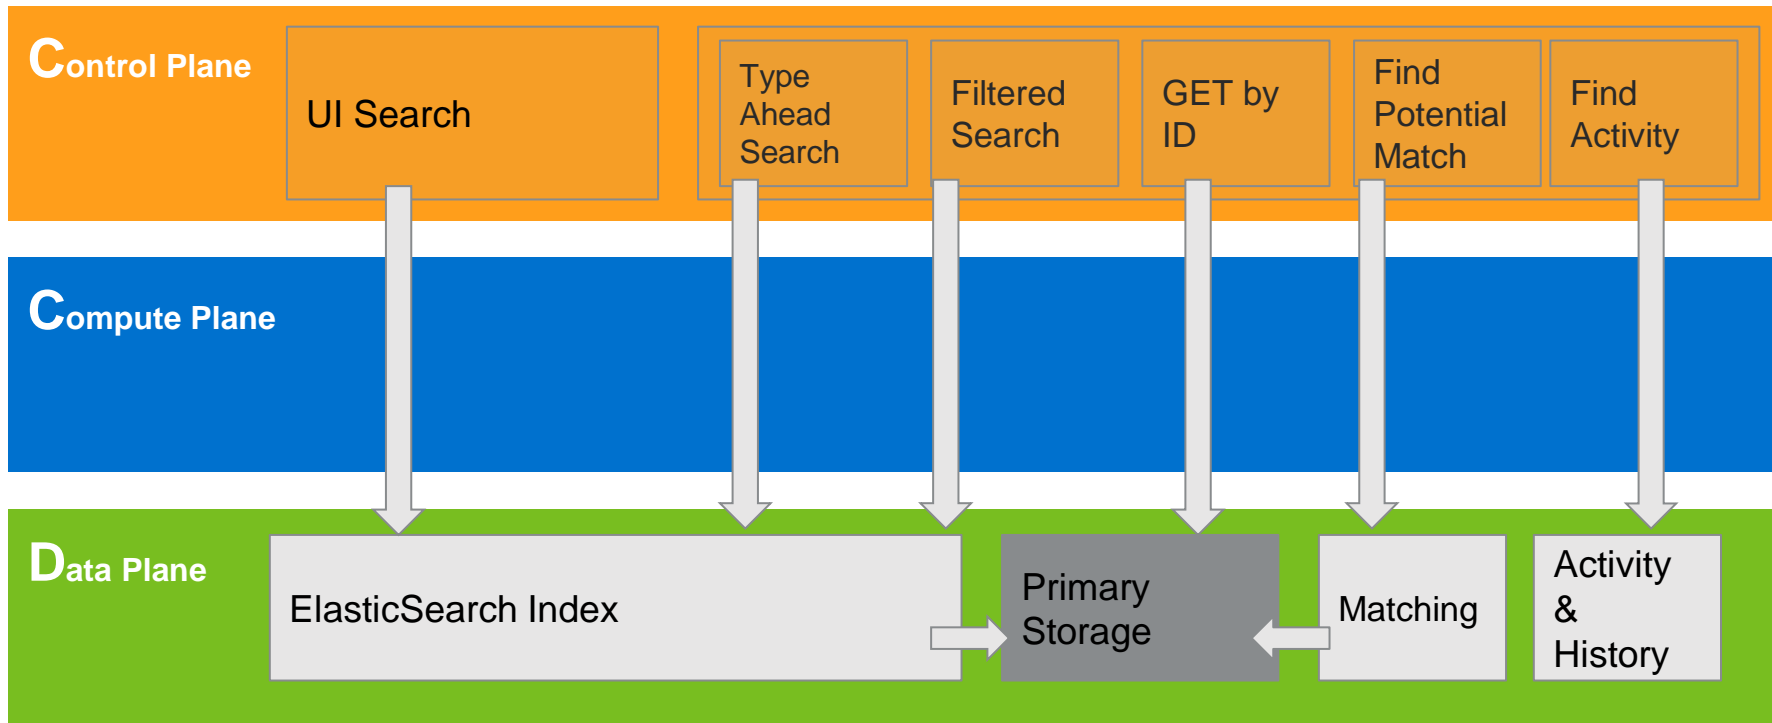 Control Plane
UI Search
Type
Ahead
Search
Filtered
Search
GET by
ID
Find
Potential
Match
Find
Activity
Compute Plane
Data Plane
ElasticSearch Index
Primary
Storage
Matching
Activity
&
History